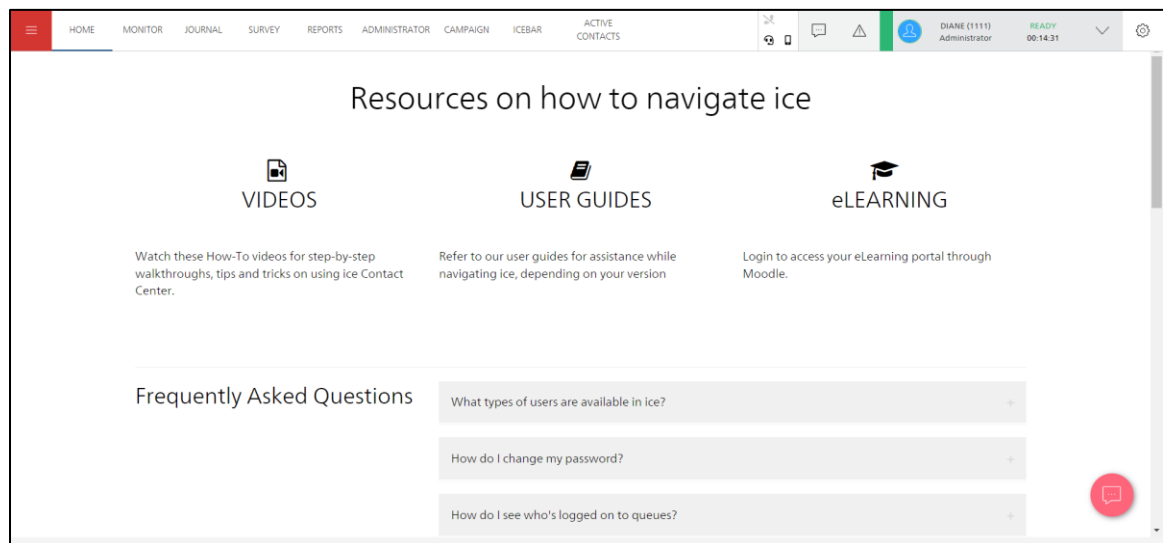 HOME
MONITOR
JOURNAL
SURVEY
REPORTS
ADMINISTRATOR
CAMPAIGN
ICEBAR
ACTIVE
CONTACTS
DIANE (1111)
Administrator
READY
00:14:31
Resources on how to navigate ice
VIDEOS
USER GUIDES
eLEARNING
Watch these How-To videos for step-by-step
walkthroughs, tips and tricks on using ice Contact
Center.
Refer to our user guides for assistance while
navigating ice, depending on your version
Login to access your eLearning portal through
Moodle.
Frequently Asked Questions
What types of users are available in ice?
+
How do I change my password?
+
How do I see who's logged on to queues?
+